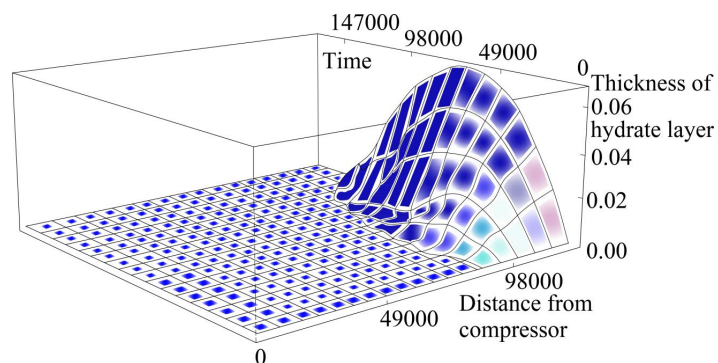 147000
98000
49000
0
Time
Thickness of
hydrate layer
0.06
0.04
0.02
0.00
98000
49000
0
Distance from
compressor